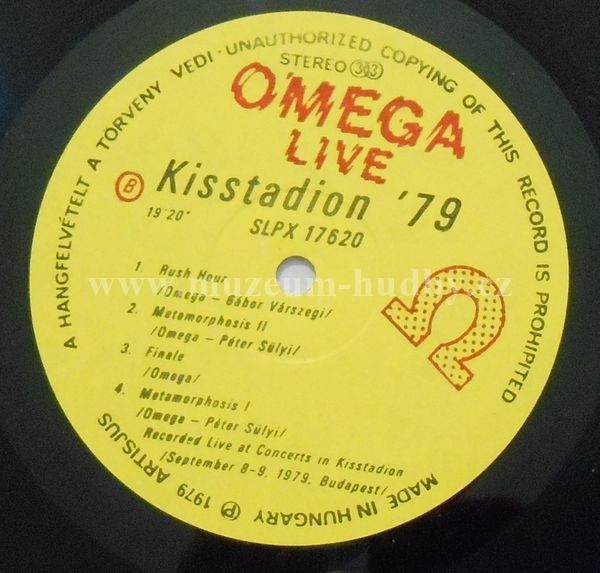 A HANGFELVÉTELT A TÖRVÉNY VÉDI · UNAUTHORIZED COPYING OF THIS RECORD IS PROHIPITED
STEREO 33
OMEGA
LIVE
B Kisstadion '79
19'20"
SLPX 17620
1. Rush Hour
/Omega – Gábor Várszegi/
2. Metamorphosis II
/Omega – Péter Sülyi/
3. Finale
/Omega/
4. Metamorphosis I
/Omega – Péter Sülyi/
Recorded Live at Concerts in Kisstadion
/September 8–9, 1979, Budapest/
MADE IN HUNGARY ℗ 1979 ARTISJUS
Ω
www.muzeum-hudby.cz